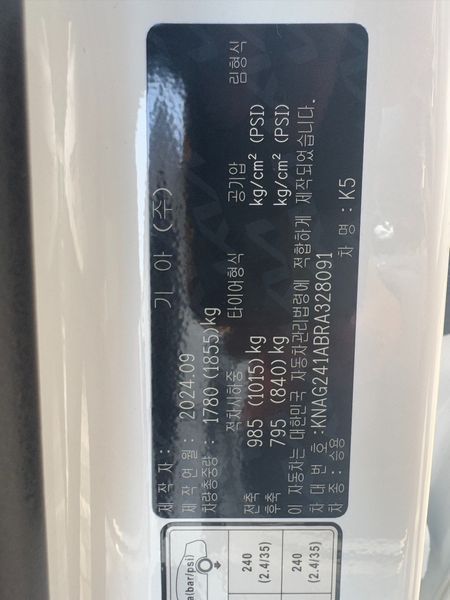 제 작 자 : 기 아 (주)
제 작 연 월 : 2024.09
차량총중량 : 1780(1855)kg
적차시하중 타이어형식 공기압 림형식
전축 985 (1015)kg kg/cm² (PSI)
후축 795 (840)kg kg/cm² (PSI)
이 자동차는 대한민국 자동차관리법령에 적합하게 제작되었습니다.
차 대 번 호 :KNAG241ABRA328091
차종 : 승용 차 명 : K5
a(bar/psi)
240
(2.4/35)
240
(2.4/35)